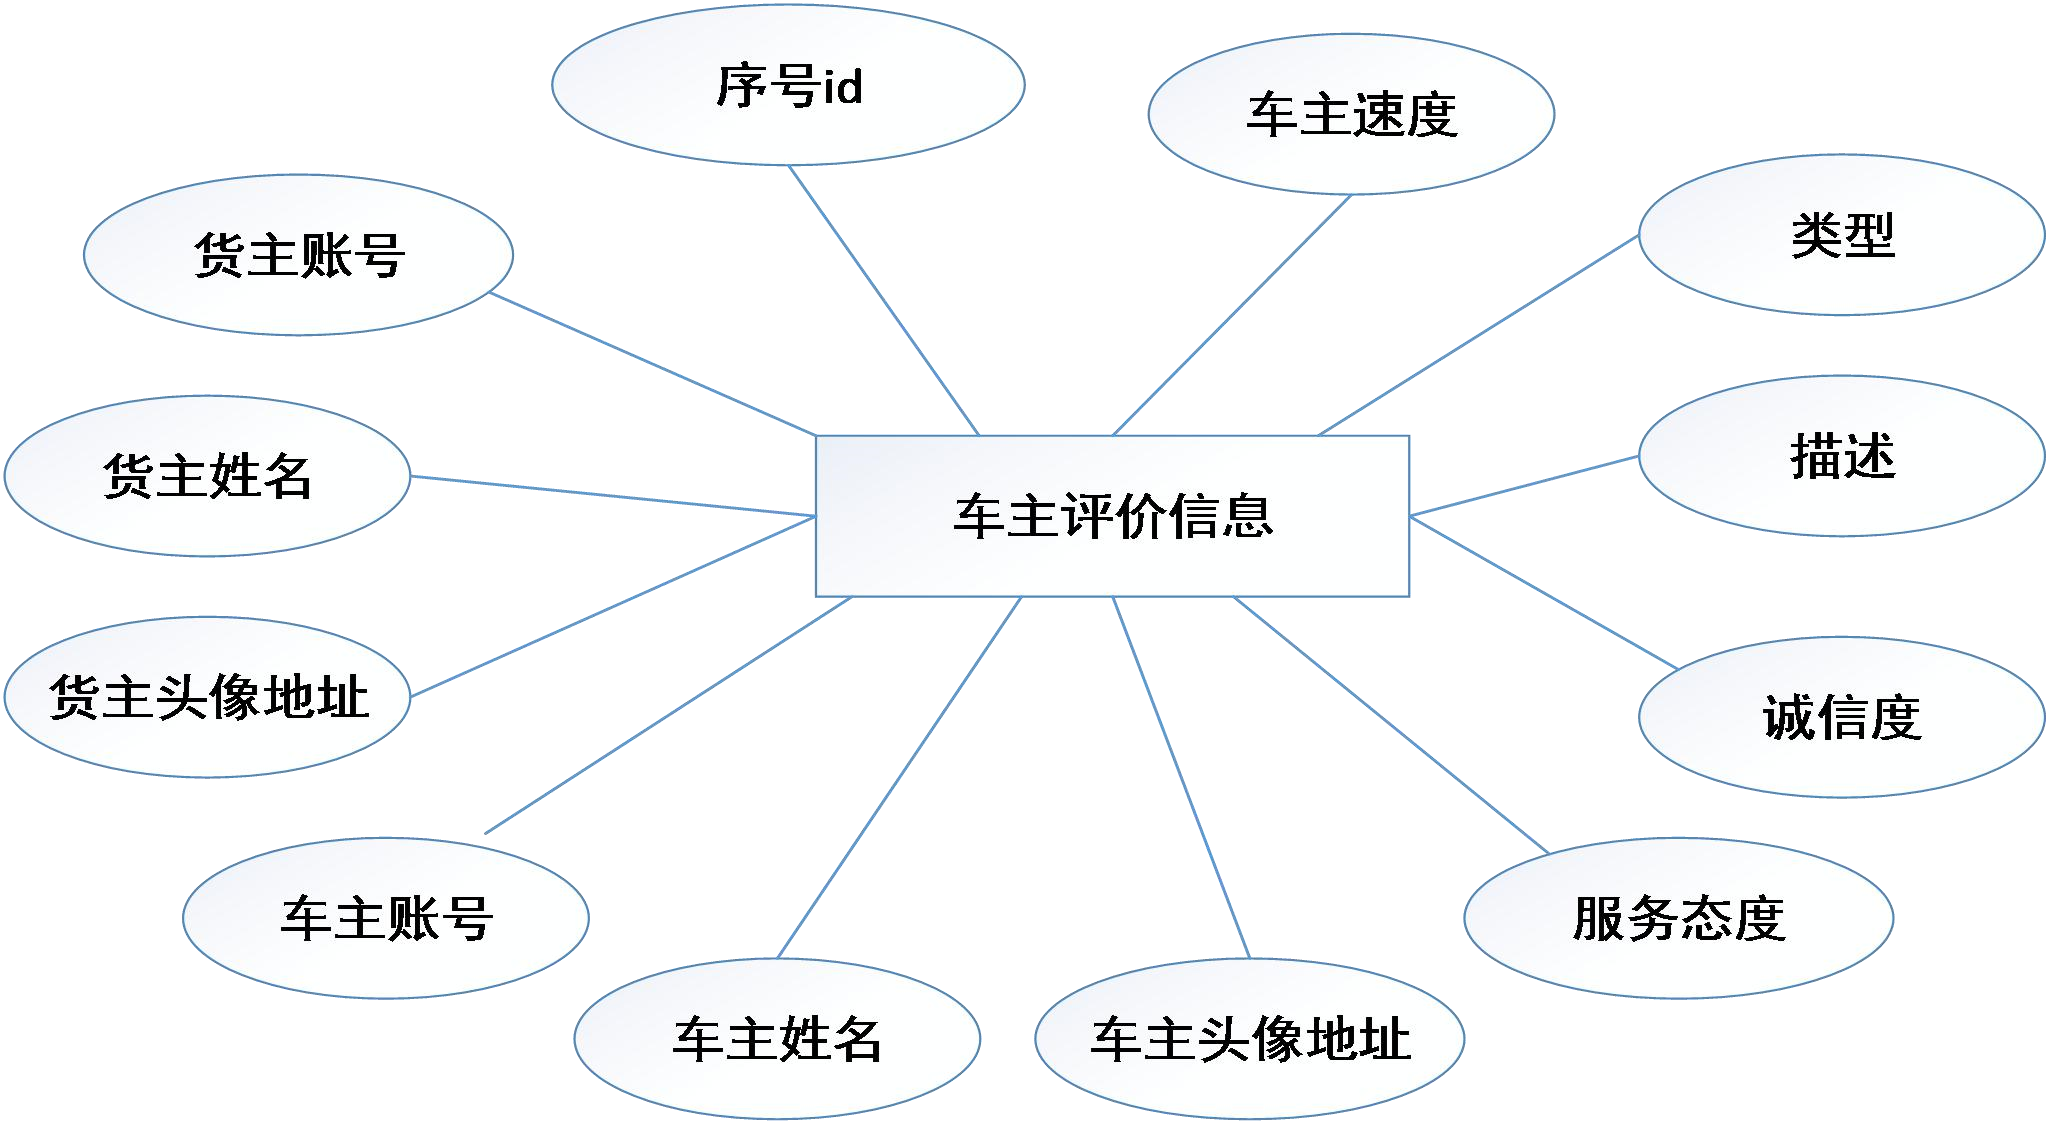 序号id
车主速度
类型
货主账号
描述
货主姓名
车主评价信息
货主头像地址
诚信度
车主账号
服务态度
车主姓名
车主头像地址